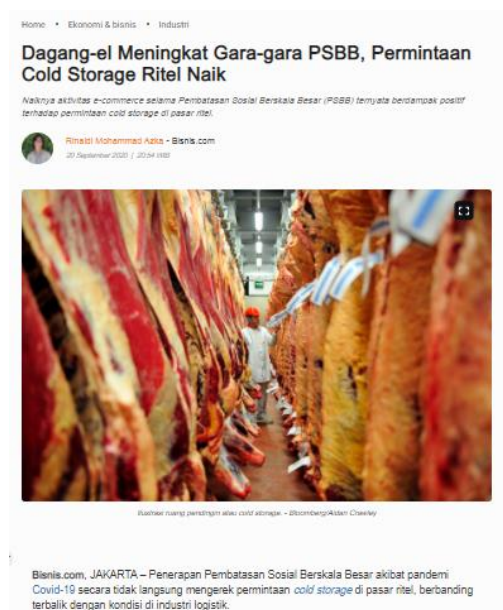 Home • Ekonomi & bisnis • Industri
Dagang-el Meningkat Gara-gara PSBB, Permintaan
Cold Storage Ritel Naik
Naiknya aktivitas e-commerce selama Pembatasan Sosial Berskala Besar (PSBB) ternyata berdampak positif
terhadap permintaan cold storage di pasar ritel.
Rinaldi Mohammad Azka - Bisnis.com
20 September 2020 | 20:54 WIB
Ilustrasi ruang pendingin atau cold storage. - Bloomberg/Aidan Crawley
Bisnis.com, JAKARTA – Penerapan Pembatasan Sosial Berskala Besar akibat pandemi
Covid-19 secara tidak langsung mengerek permintaan cold storage di pasar ritel, berbanding
terbalik dengan kondisi di industri logistik.